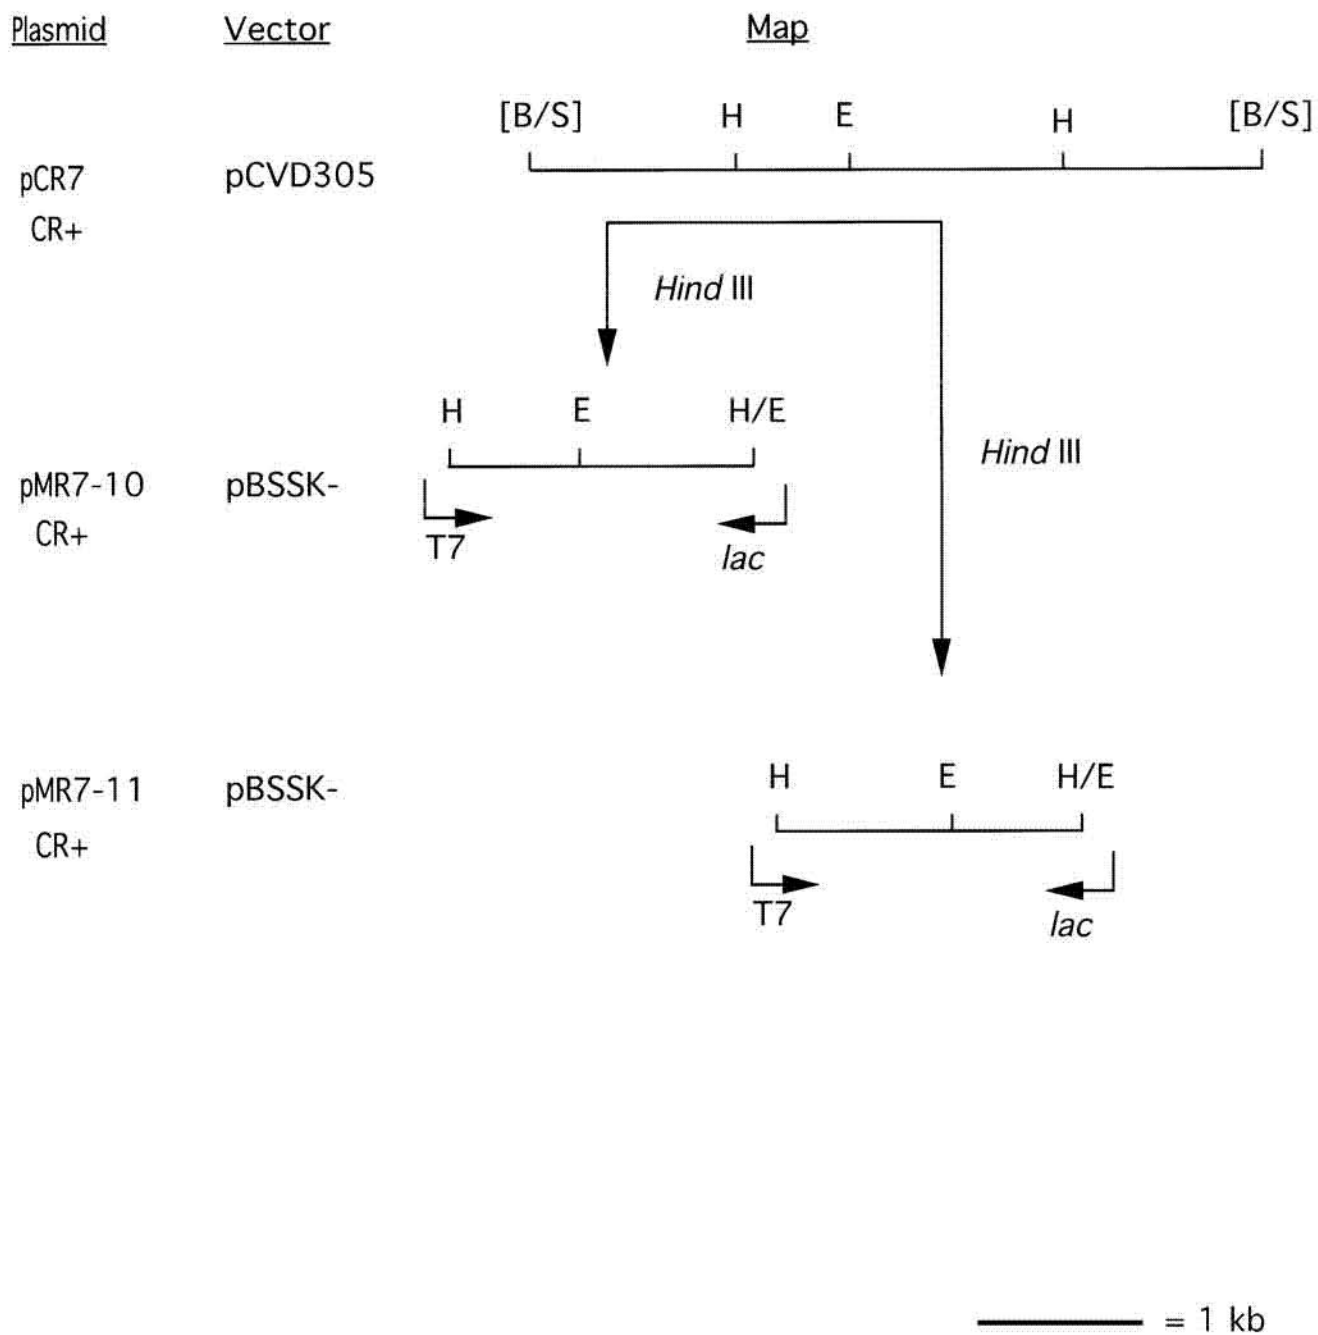 Plasmid Vector Map
[B/S] H E H [B/S]
pCR7 pCVD305
CR+
Hind III
H E H/E
Hind III
pMR7-10 pBSSK-
CR+
T7 lac
H E H/E
pMR7-11 pBSSK-
CR+
T7 lac
= 1 kb